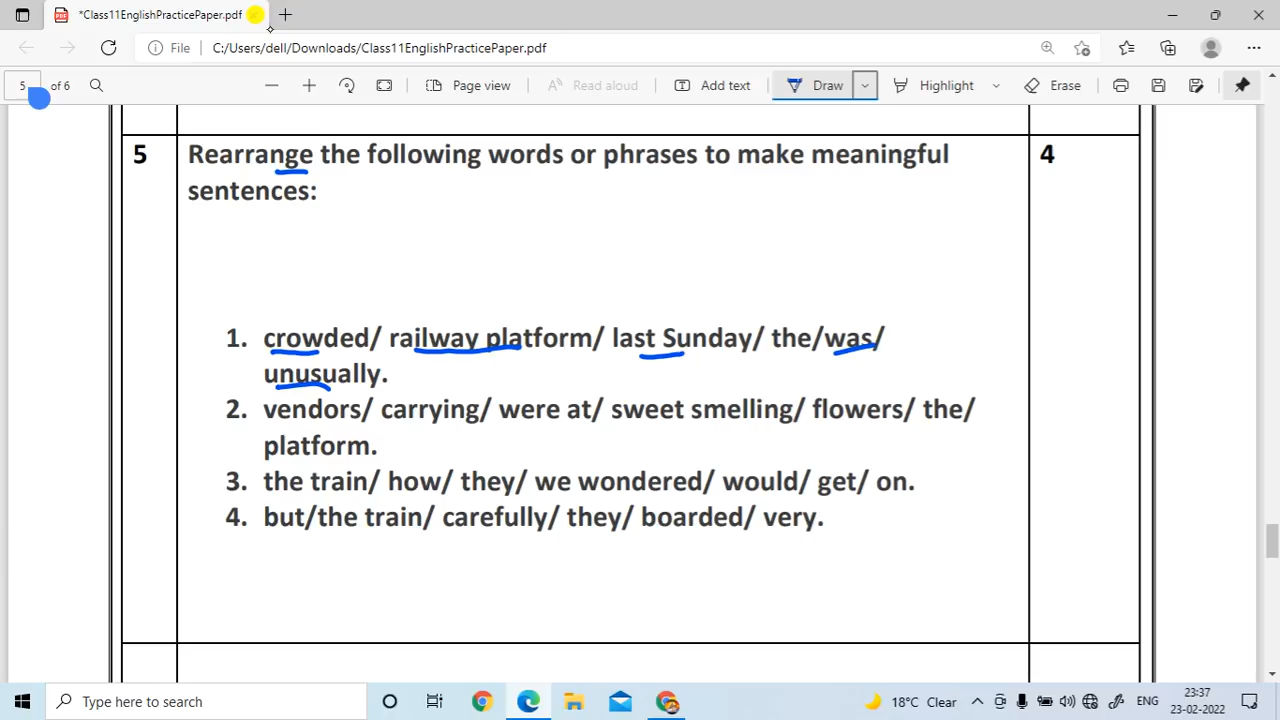 *Class11EnglishPracticePaper.pdf
File C:/Users/dell/Downloads/Class11EnglishPracticePaper.pdf
5 of 6 Page view Read aloud Add text Draw Highlight Erase
5 Rearrange the following words or phrases to make meaningful 4
sentences:
1. crowded/ railway platform/ last Sunday/ the/was/
unusually.
2. vendors/ carrying/ were at/ sweet smelling/ flowers/ the/
platform.
3. the train/ how/ they/ we wondered/ would/ get/ on.
4. but/the train/ carefully/ they/ boarded/ very.
Type here to search 18°C Clear ENG 23:37
23-02-2022